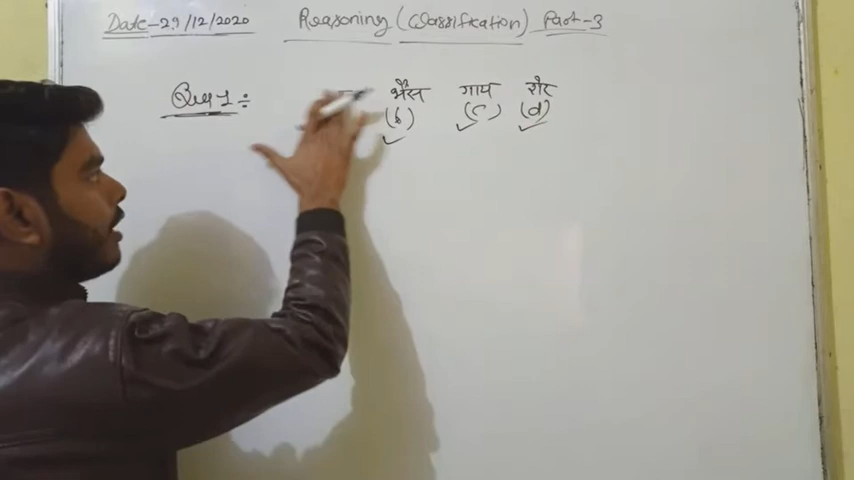 Date-29/12/2020 Reasoning (Classification) Part-3
Que 1÷ भैंस गाय शेर
(b) (c) (d)